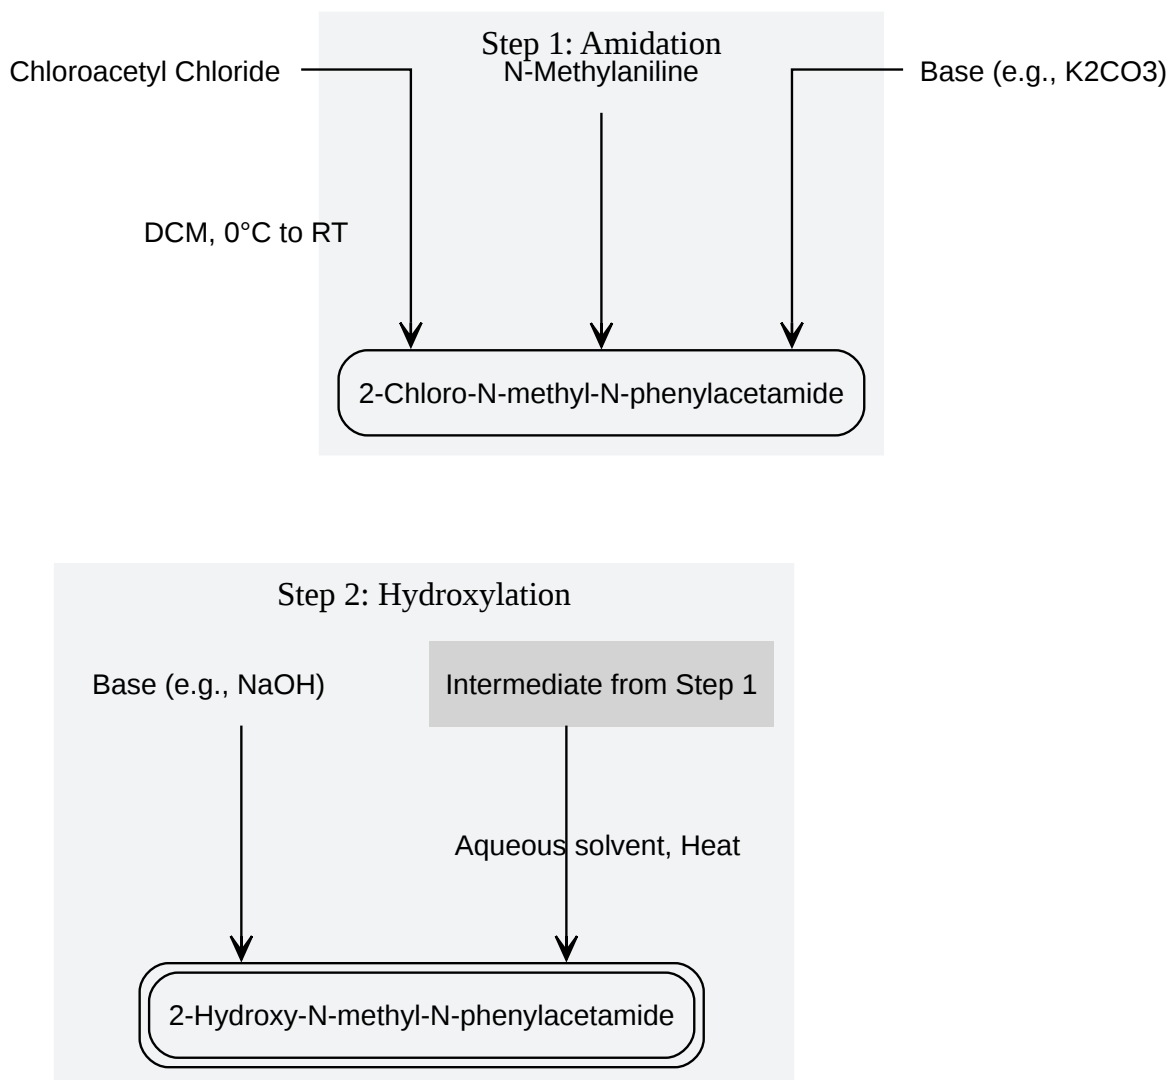 Step 1: Amidation
Chloroacetyl Chloride
N-Methylaniline
Base (e.g., K2CO3)
DCM, 0°C to RT
2-Chloro-N-methyl-N-phenylacetamide
Step 2: Hydroxylation
Base (e.g., NaOH)
Intermediate from Step 1
Aqueous solvent, Heat
2-Hydroxy-N-methyl-N-phenylacetamide